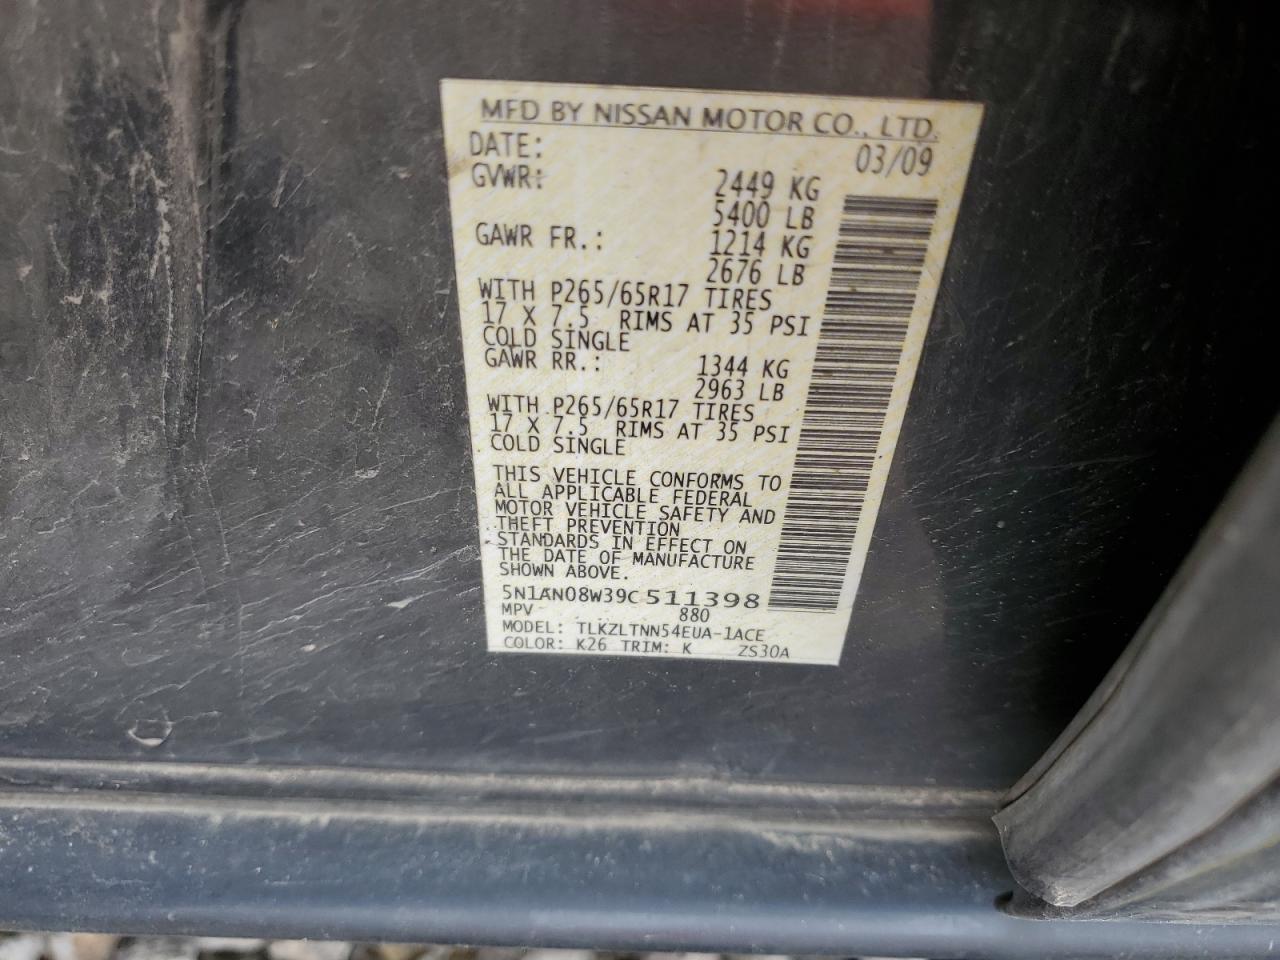 MFD BY NISSAN MOTOR CO., LTD.
DATE: 03/09
GVWR: 2449 KG
5400 LB
GAWR FR.: 1214 KG
2676 LB
WITH P265/65R17 TIRES
17 X 7.5 RIMS AT 35 PSI
COLD SINGLE
GAWR RR.: 1344 KG
2963 LB
WITH P265/65R17 TIRES
17 X 7.5 RIMS AT 35 PSI
COLD SINGLE
THIS VEHICLE CONFORMS TO
ALL APPLICABLE FEDERAL
MOTOR VEHICLE SAFETY AND
THEFT PREVENTION
STANDARDS IN EFFECT ON
THE DATE OF MANUFACTURE
SHOWN ABOVE.
5N1AN08W39C511398
MPV 880
MODEL: TLKZLTNN54EUA-1ACE
COLOR: K26 TRIM: K ZS30A